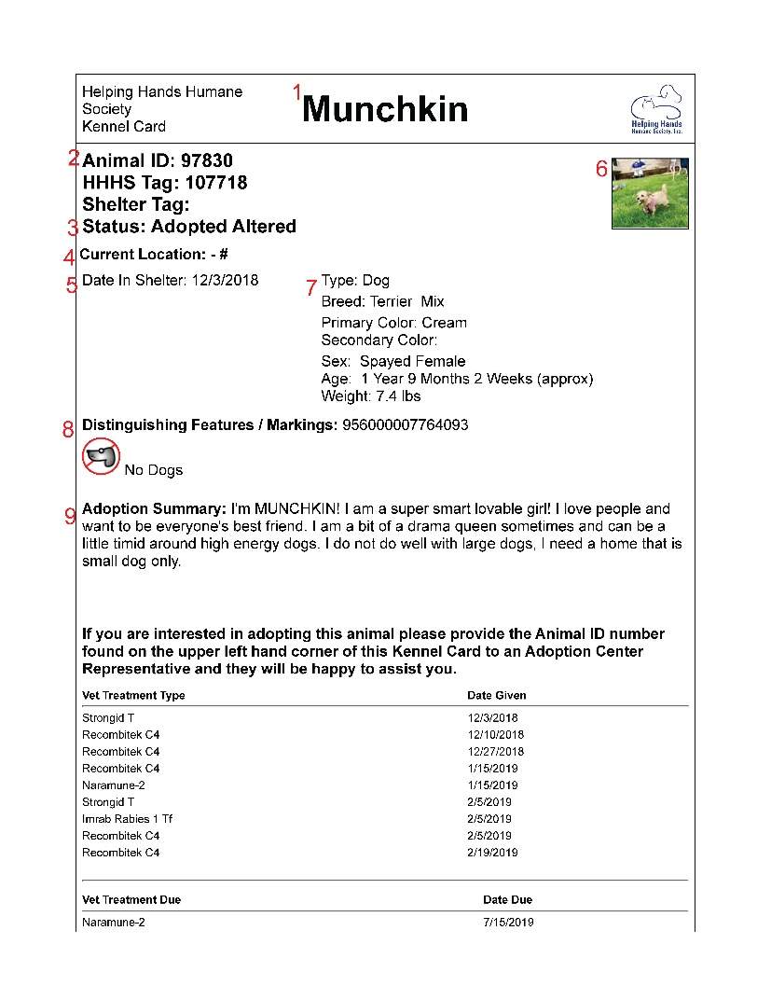 Helping Hands Humane
Society
Kennel Card
1
Munchkin
Helping Hands
Humane Society, Inc.
2
Animal ID: 97830
HHHS Tag: 107718
Shelter Tag:
3
Status: Adopted Altered
6
4
Current Location: - #
5
Date In Shelter: 12/3/2018
7
Type: Dog
Breed: Terrier Mix
Primary Color: Cream
Secondary Color:
Sex: Spayed Female
Age: 1 Year 9 Months 2 Weeks (approx)
Weight: 7.4 lbs
8
Distinguishing Features / Markings: 956000007764093
No Dogs
9
Adoption Summary: I'm MUNCHKIN! I am a super smart lovable girl! I love people and
want to be everyone's best friend. I am a bit of a drama queen sometimes and can be a
little timid around high energy dogs. I do not do well with large dogs, I need a home that is
small dog only.
If you are interested in adopting this animal please provide the Animal ID number
found on the upper left hand corner of this Kennel Card to an Adoption Center
Representative and they will be happy to assist you.
Vet Treatment Type Date Given
Strongid T 12/3/2018
Recombitek C4 12/10/2018
Recombitek C4 12/27/2018
Recombitek C4 1/15/2019
Naramune-2 1/15/2019
Strongid T 2/5/2019
Imrab Rabies 1 Tf 2/5/2019
Recombitek C4 2/5/2019
Recombitek C4 2/19/2019
Vet Treatment Due Date Due
Naramune-2 7/15/2019